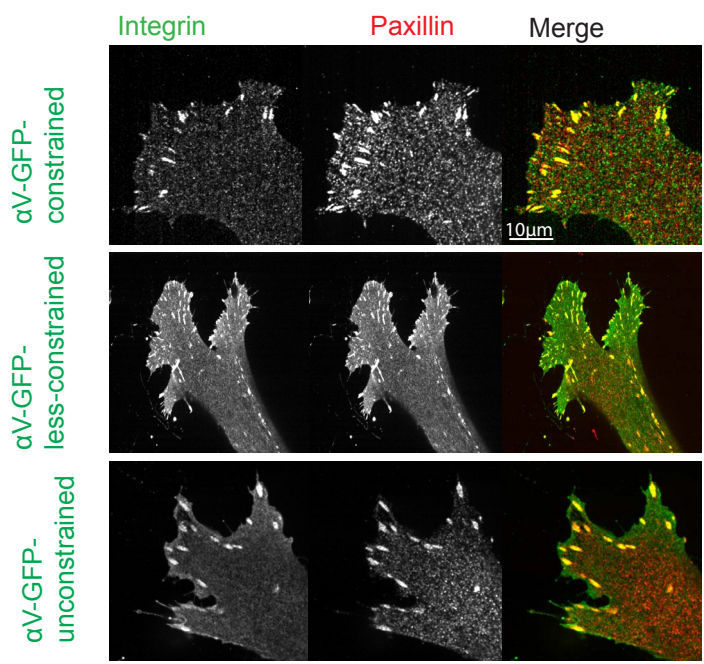 Integrin
Paxillin
Merge
αV-GFP-
constrained
10μm
αV-GFP-
less-constrained
αV-GFP-
unconstrained